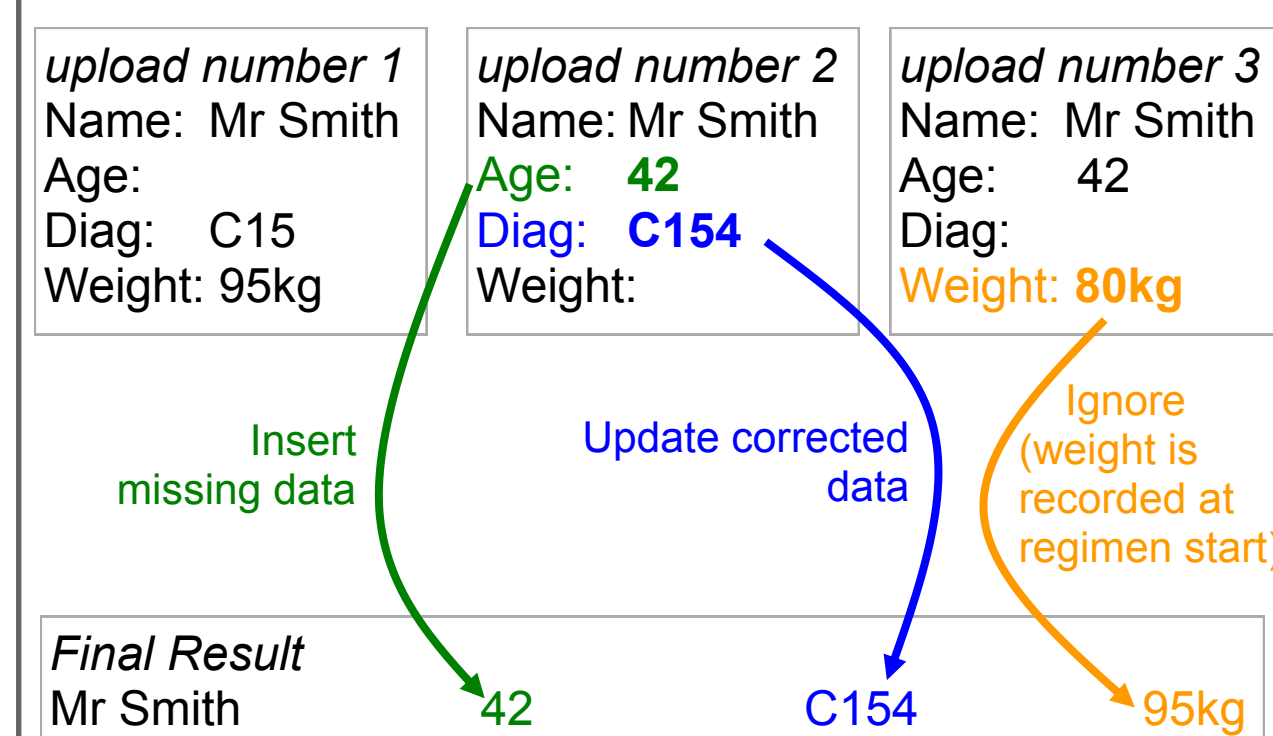 upload number 1
Name: Mr Smith
Age:
Diag: C15
Weight: 95kg
upload number 2
Name: Mr Smith
Age: 42
Diag: C154
Weight:
upload number 3
Name: Mr Smith
Age: 42
Diag:
Weight: 80kg
Insert
missing data
Update corrected
data
Ignore
(weight is
recorded at
regimen start)
Final Result
Mr Smith 42 C154 95kg